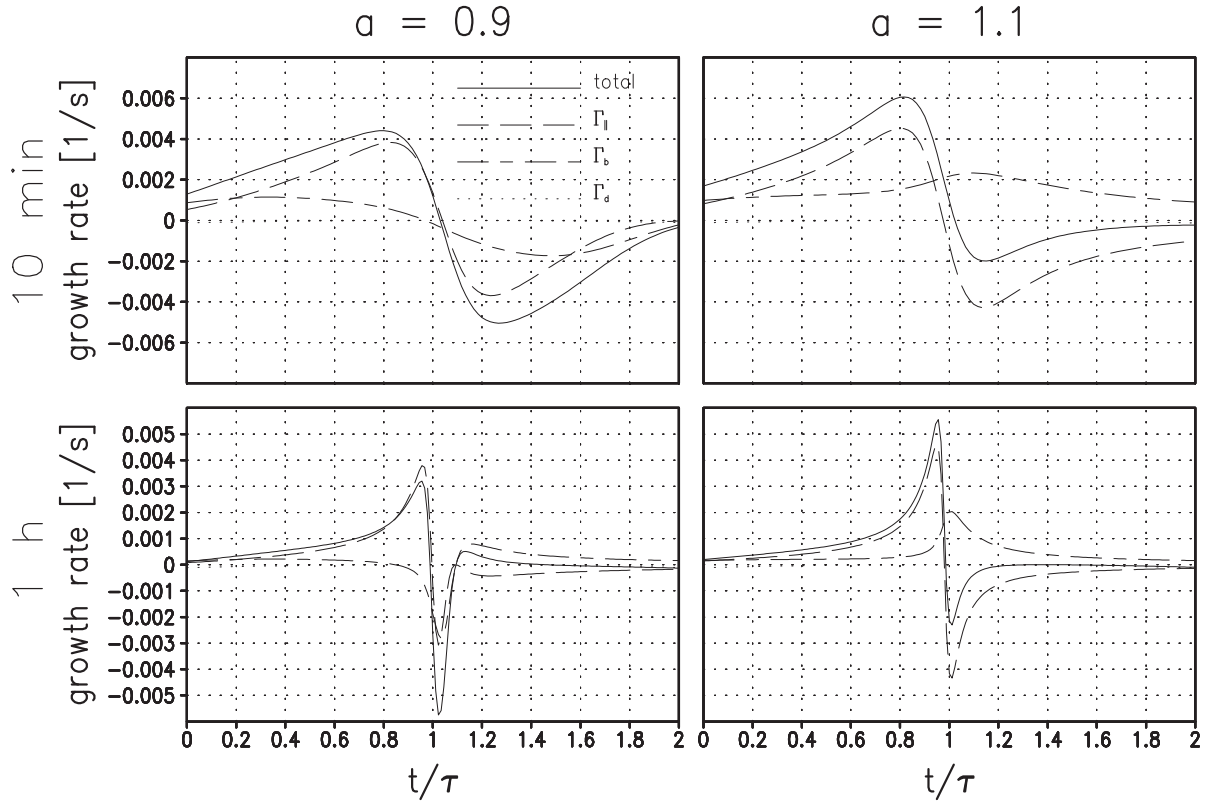 a = 0.9
a = 1.1
10 min
growth rate [1/s]
0.006
0.004
0.002
0
−0.002
−0.004
−0.006
total
Γ∥
Γb
Γd
1 h
growth rate [1/s]
0.005
0.004
0.003
0.002
0.001
0
−0.001
−0.002
−0.003
−0.004
−0.005
0 0.2 0.4 0.6 0.8 1 1.2 1.4 1.6 1.8 2
0 0.2 0.4 0.6 0.8 1 1.2 1.4 1.6 1.8 2
t/τ
t/τ